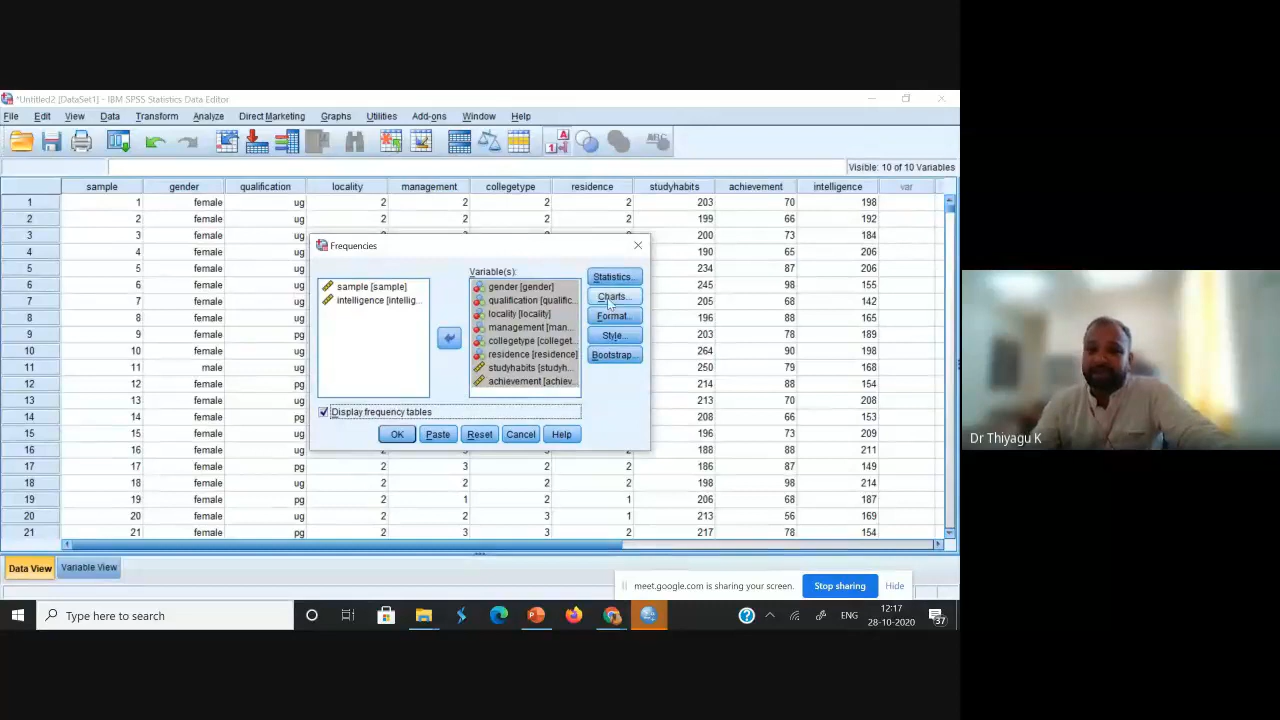 *Untitled2 [DataSet1] - IBM SPSS Statistics Data Editor
File Edit View Data Transform Analyze Direct Marketing Graphs Utilities Add-ons Window Help
Visible: 10 of 10 Variables
sample gender qualification locality management collegetype residence studyhabits achievement intelligence var
1 1 female ug 2 2 2 2 203 70 198
2 2 female ug 2 2 2 2 199 66 192
3 3 female ug 200 73 184
4 4 female ug 190 65 206
5 5 female ug 234 87 206
6 6 female ug 245 98 155
7 7 female ug 205 68 142
8 8 female ug 196 88 165
9 9 female pg 203 78 189
10 10 female ug 264 90 198
11 11 male ug 250 79 168
12 12 female pg 214 88 154
13 13 female ug 213 70 208
14 14 female pg 208 66 153
15 15 female ug 196 73 209
16 16 female ug 188 88 211
17 17 female pg 2 3 2 2 186 87 149
18 18 female ug 2 2 2 2 198 98 214
19 19 female pg 2 1 2 1 206 68 187
20 20 female ug 2 2 3 1 213 56 169
21 21 female pg 2 3 3 2 217 78 154
Frequencies
Variable(s):
sample [sample]
intelligence [intellig...
gender [gender]
qualification [qualific...
locality [locality]
management [man...
collegetype [colleget...
residence [residence]
studyhabits [studyh...
achievement [achiev...
Statistics...
Charts...
Format...
Style...
Bootstrap...
Display frequency tables
OK Paste Reset Cancel Help
Data View Variable View
meet.google.com is sharing your screen. Stop sharing Hide
Type here to search
ENG
12:17
28-10-2020
37
Dr Thiyagu K